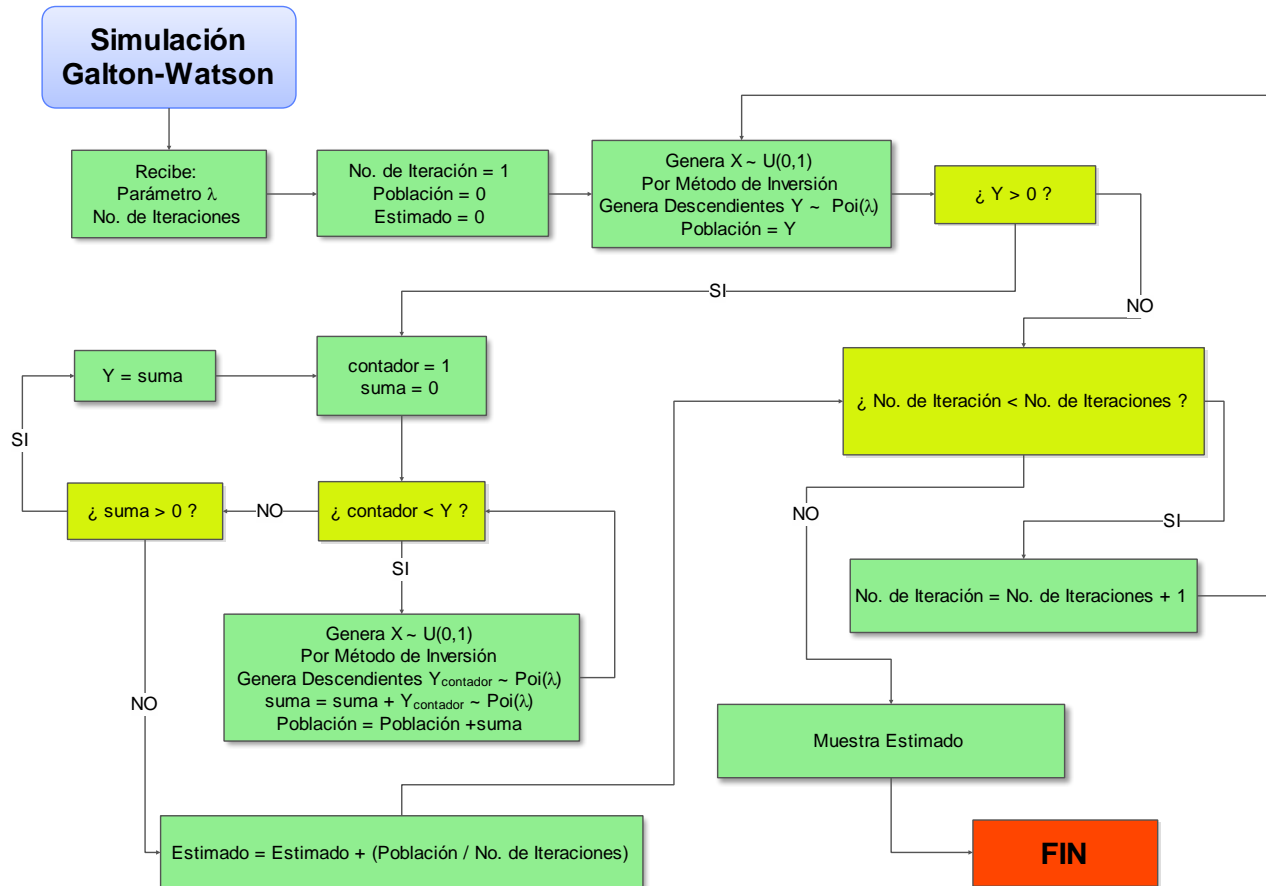 Simulación
Galton-Watson
Recibe:
Parámetro λ
No. de Iteraciones
No. de Iteración = 1
Población = 0
Estimado = 0
Genera X ~ U(0,1)
Por Método de Inversión
Genera Descendientes Y ~ Poi(λ)
Población = Y
¿ Y > 0 ?
SI
NO
Y = suma
contador = 1
suma = 0
¿ No. de Iteración < No. de Iteraciones ?
SI
¿ suma > 0 ?
NO
¿ contador < Y ?
NO
SI
SI
No. de Iteración = No. de Iteraciones + 1
Genera X ~ U(0,1)
Por Método de Inversión
Genera Descendientes Ycontador ~ Poi(λ)
suma = suma + Ycontador ~ Poi(λ)
Población = Población +suma
NO
Muestra Estimado
Estimado = Estimado + (Población / No. de Iteraciones)
FIN